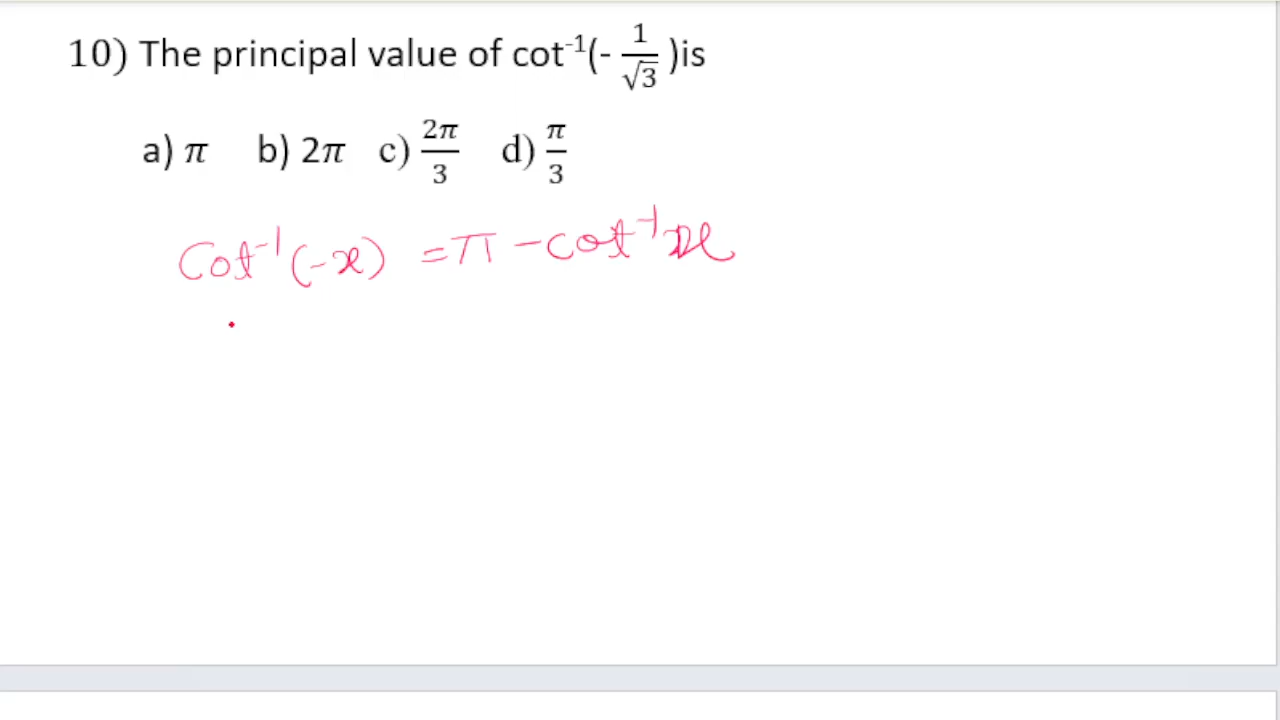 10) The principal value of cot⁻¹(- 1/√3 )is
a) π b) 2π c) 2π/3 d) π/3
Cot⁻¹(-x) = π - cot⁻¹x